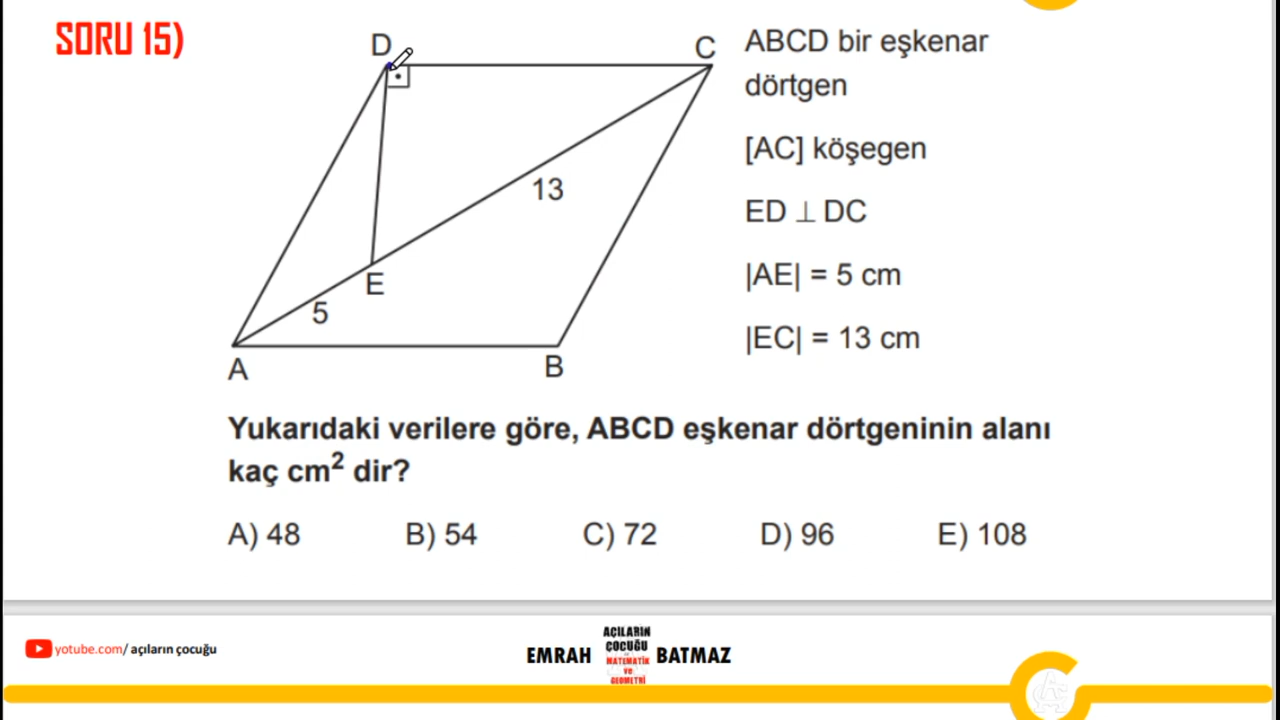 SORU 15)
D
C
A
B
E
5
13
ABCD bir eşkenar
dörtgen
[AC] köşegen
ED ⊥ DC
|AE| = 5 cm
|EC| = 13 cm
Yukarıdaki verilere göre, ABCD eşkenar dörtgeninin alanı
kaç cm² dir?
A) 48 B) 54 C) 72 D) 96 E) 108
yotube.com/ açıların çocuğu
EMRAH
AÇILARIN
ÇOCUĞU
MATEMATİK
ve
GEOMETRİ
BATMAZ